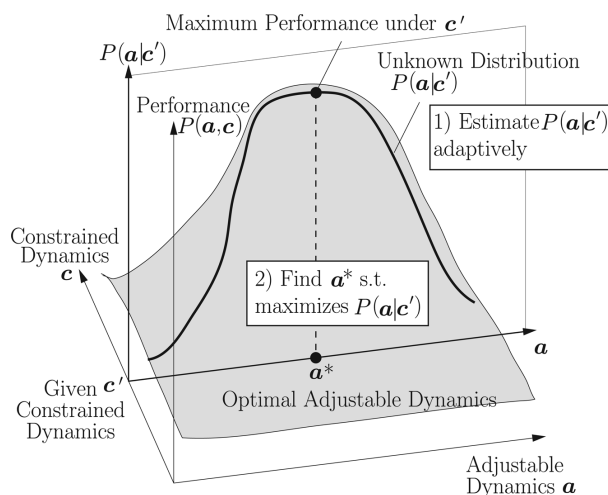 Maximum Performance under c'
P(a|c')
Unknown Distribution
P(a|c')
Performance
P(a,c)
1) Estimate P(a|c')
adaptively
Constrained
Dynamics
c
2) Find a* s.t.
maximizes P(a|c')
a
a*
Given c'
Constrained
Dynamics
Optimal Adjustable Dynamics
Adjustable
Dynamics a